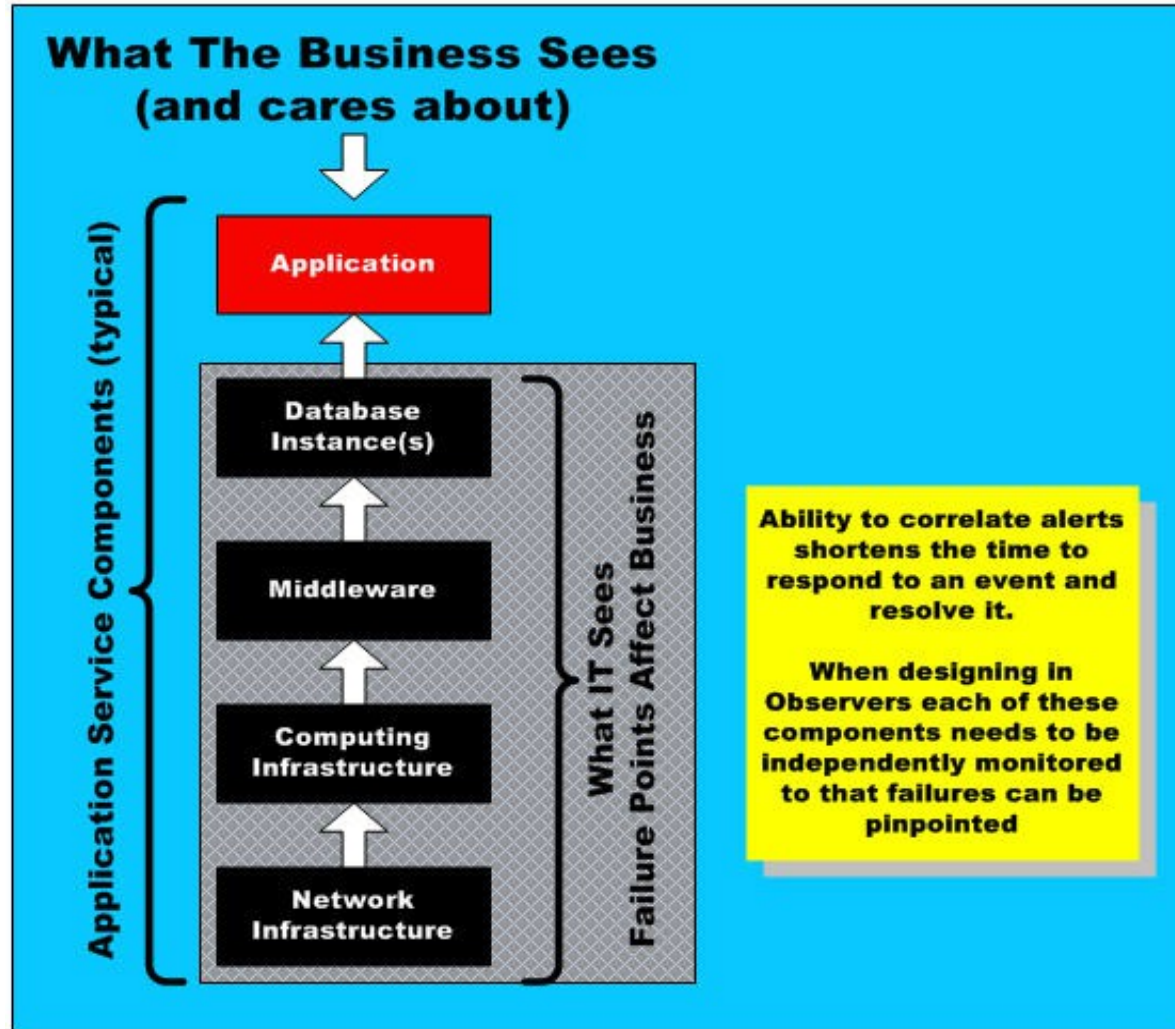 What The Business Sees
(and cares about)
Application Service Components (typical)
Application
Database
Instance(s)
Middleware
Computing
Infrastructure
Network
Infrastructure
What IT Sees
Failure Points Affect Business
Ability to correlate alerts
shortens the time to
respond to an event and
resolve it.
When designing in
Observers each of these
components needs to be
independently monitored
to that failures can be
pinpointed